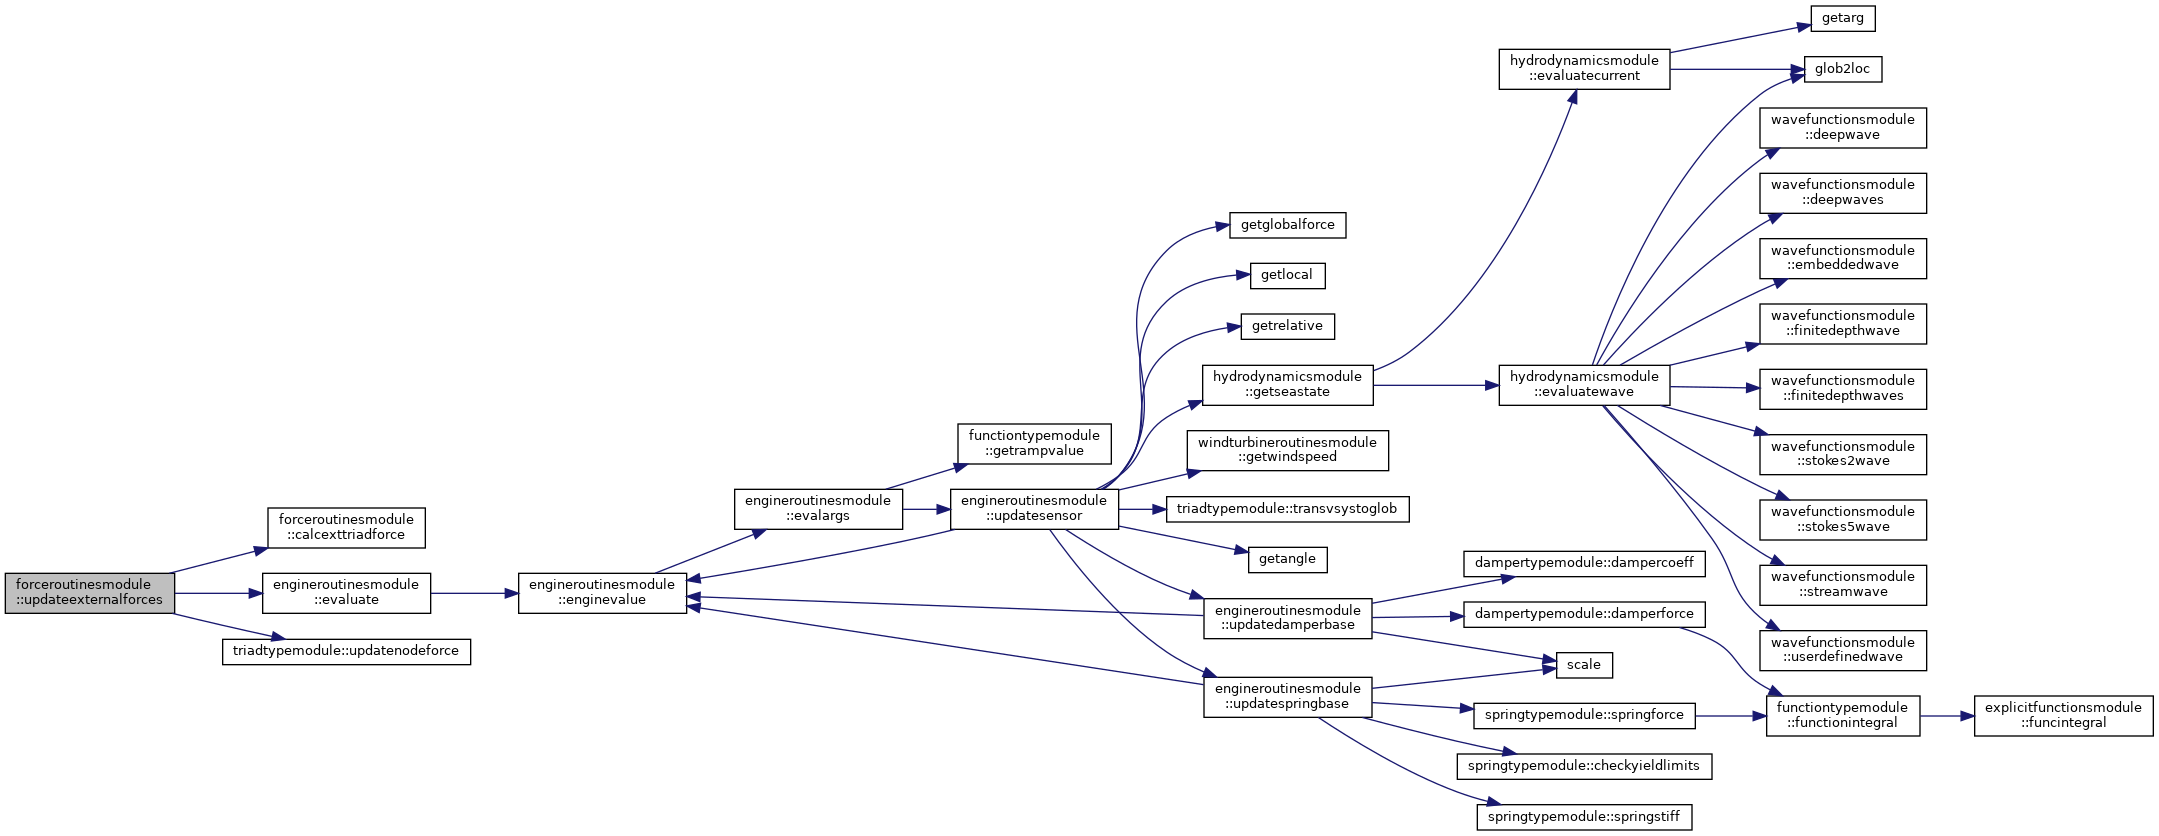 forceroutinesmodule
::updateexternalforces
forceroutinesmodule
::calcexttriadforce
engineroutinesmodule
::evaluate
triadtypemodule::updatenodeforce
engineroutinesmodule
::enginevalue
engineroutinesmodule
::evalargs
functiontypemodule
::getrampvalue
engineroutinesmodule
::updatesensor
getglobalforce
getlocal
getrelative
hydrodynamicsmodule
::getseastate
windturbineroutinesmodule
::getwindspeed
triadtypemodule::transvsystoglob
getangle
engineroutinesmodule
::updatedamperbase
engineroutinesmodule
::updatespringbase
hydrodynamicsmodule
::evaluatecurrent
hydrodynamicsmodule
::evaluatewave
dampertypemodule::dampercoeff
dampertypemodule::damperforce
scale
springtypemodule::springforce
springtypemodule::checkyieldlimits
springtypemodule::springstiff
getarg
glob2loc
wavefunctionsmodule
::deepwave
wavefunctionsmodule
::deepwaves
wavefunctionsmodule
::embeddedwave
wavefunctionsmodule
::finitedepthwave
wavefunctionsmodule
::finitedepthwaves
wavefunctionsmodule
::stokes2wave
wavefunctionsmodule
::stokes5wave
wavefunctionsmodule
::streamwave
wavefunctionsmodule
::userdefinedwave
functiontypemodule
::functionintegral
explicitfunctionsmodule
::funcintegral